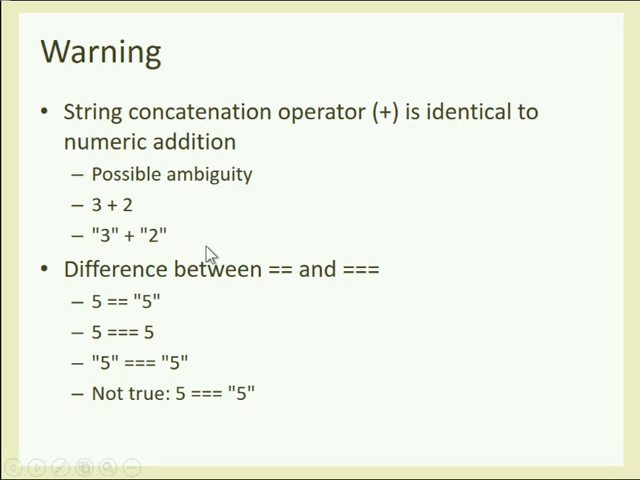 Warning
• String concatenation operator (+) is identical to
numeric addition
– Possible ambiguity
– 3 + 2
– "3" + "2"
• Difference between == and ===
– 5 == "5"
– 5 === 5
– "5" === "5"
– Not true: 5 === "5"